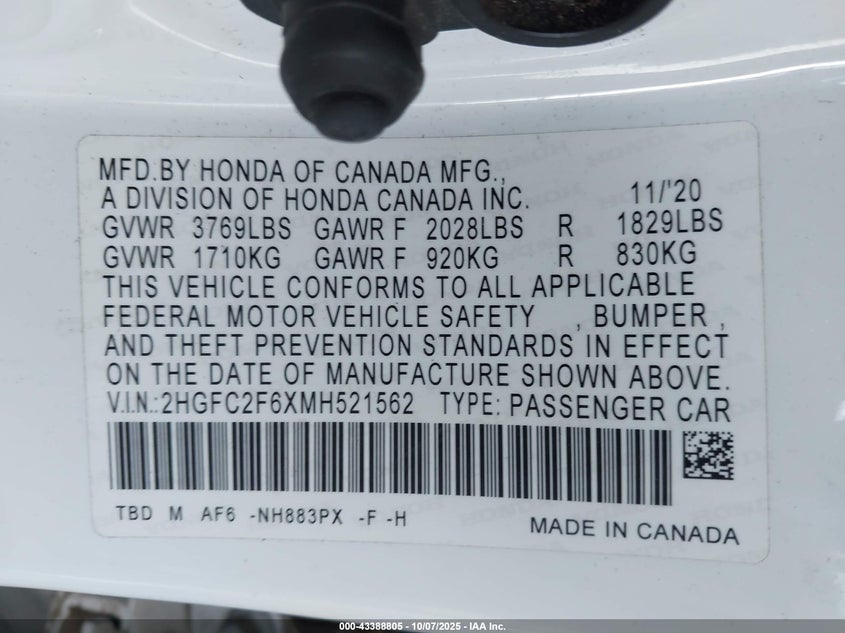 MFD.BY HONDA OF CANADA MFG.,
A DIVISION OF HONDA CANADA INC. 11/'20
GVWR 3769LBS GAWR F 2028LBS R 1829LBS
GVWR 1710KG GAWR F 920KG R 830KG
THIS VEHICLE CONFORMS TO ALL APPLICABLE
FEDERAL MOTOR VEHICLE SAFETY , BUMPER ,
AND THEFT PREVENTION STANDARDS IN EFFECT
ON THE DATE OF MANUFACTURE SHOWN ABOVE.
V.I.N.:2HGFC2F6XMH521562 TYPE: PASSENGER CAR
TBD M AF6 -NH883PX -F -H
MADE IN CANADA
000-43388805 - 10/07/2025 - IAA Inc.